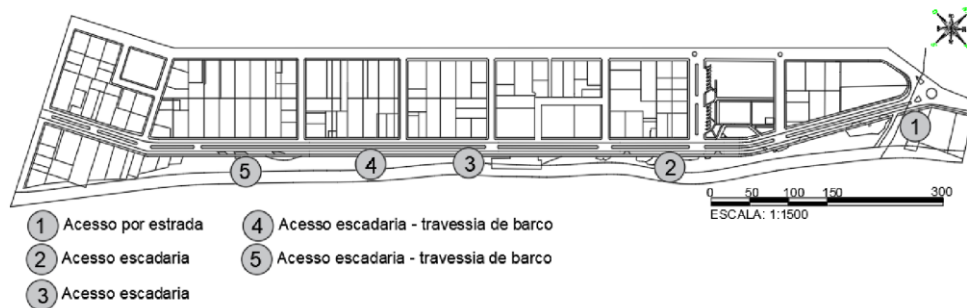 1
5
4
3
2
0 50 100 150 300
ESCALA: 1:1500
1 Acesso por estrada
2 Acesso escadaria
3 Acesso escadaria
4 Acesso escadaria - travessia de barco
5 Acesso escadaria - travessia de barco